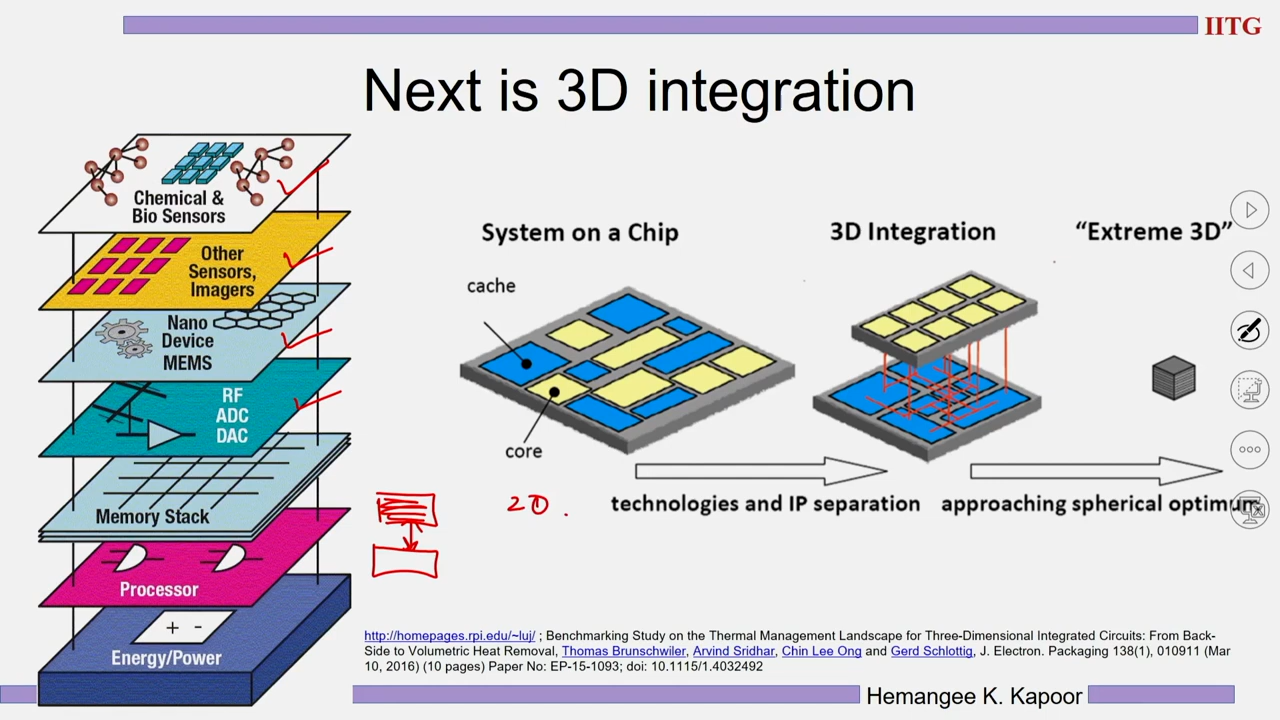 IITG
Next is 3D integration
Chemical &
Bio Sensors
Other
Sensors,
Imagers
Nano
Device
MEMS
RF
ADC
DAC
Memory Stack
Processor
+ -
Energy/Power
System on a Chip
cache
core
2D.
3D Integration
"Extreme 3D"
technologies and IP separation
approaching spherical optimum
http://homepages.rpi.edu/~luj/ ; Benchmarking Study on the Thermal Management Landscape for Three-Dimensional Integrated Circuits: From Back-
Side to Volumetric Heat Removal, Thomas Brunschwiler, Arvind Sridhar, Chin Lee Ong and Gerd Schlottig, J. Electron. Packaging 138(1), 010911 (Mar
10, 2016) (10 pages) Paper No: EP-15-1093; doi: 10.1115/1.4032492
Hemangee K. Kapoor